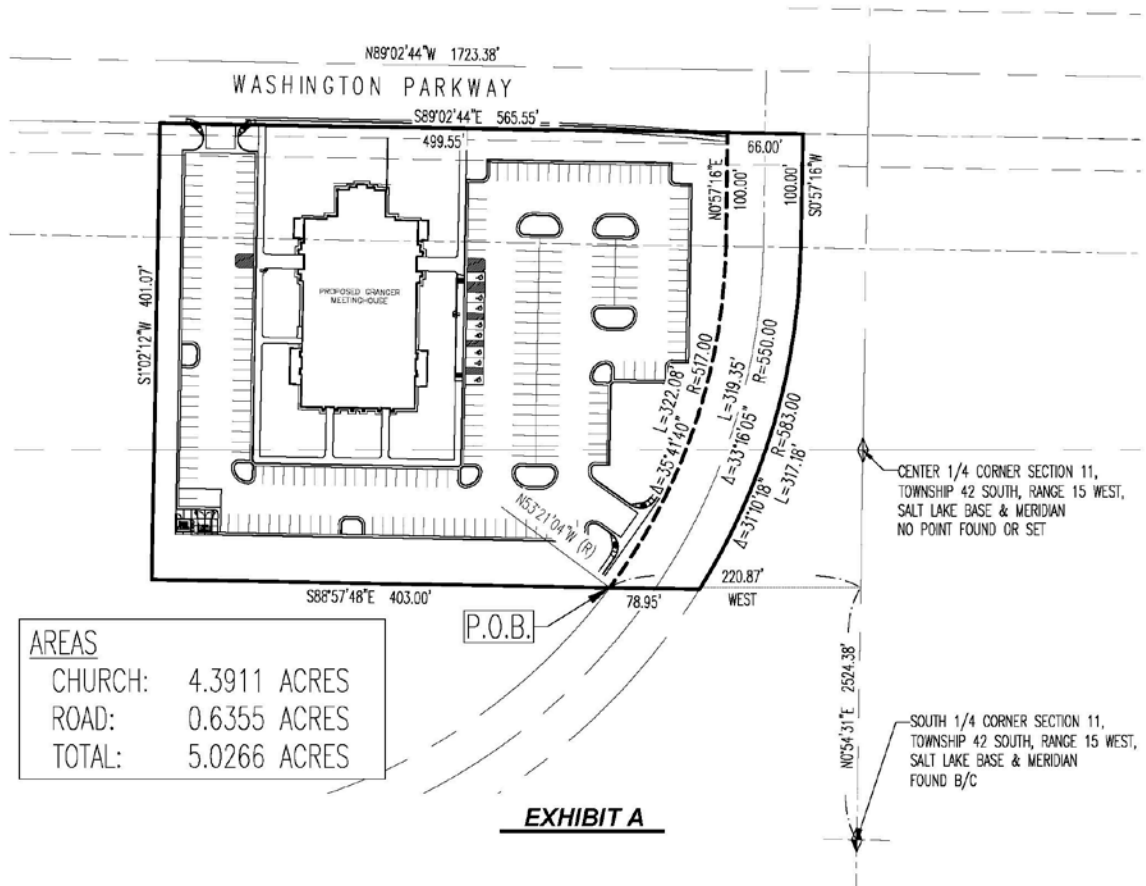 N89°02'44"W 1723.38'
WASHINGTON PARKWAY
S89°02'44"E 565.55'
499.55'
66.00'
N0°57'16"E
100.00'
100.00'
S0°57'16"W
S1°02'12"W 401.07'
PROPOSED GRANGER
MEETINGHOUSE
L=322.08'
R=517.00
Δ=35°41'40"
L=319.35'
R=550.00
Δ=33°16'05"
R=583.00
L=317.18'
Δ=31°10'18"
N53°21'04"W (R)
CENTER 1/4 CORNER SECTION 11,
TOWNSHIP 42 SOUTH, RANGE 15 WEST,
SALT LAKE BASE & MERIDIAN
NO POINT FOUND OR SET
S88°57'48"E 403.00'
P.O.B.
78.95'
220.87'
WEST
N0°54'31"E 2524.38'
AREAS
CHURCH: 4.3911 ACRES
ROAD: 0.6355 ACRES
TOTAL: 5.0266 ACRES
SOUTH 1/4 CORNER SECTION 11,
TOWNSHIP 42 SOUTH, RANGE 15 WEST,
SALT LAKE BASE & MERIDIAN
FOUND B/C
EXHIBIT A